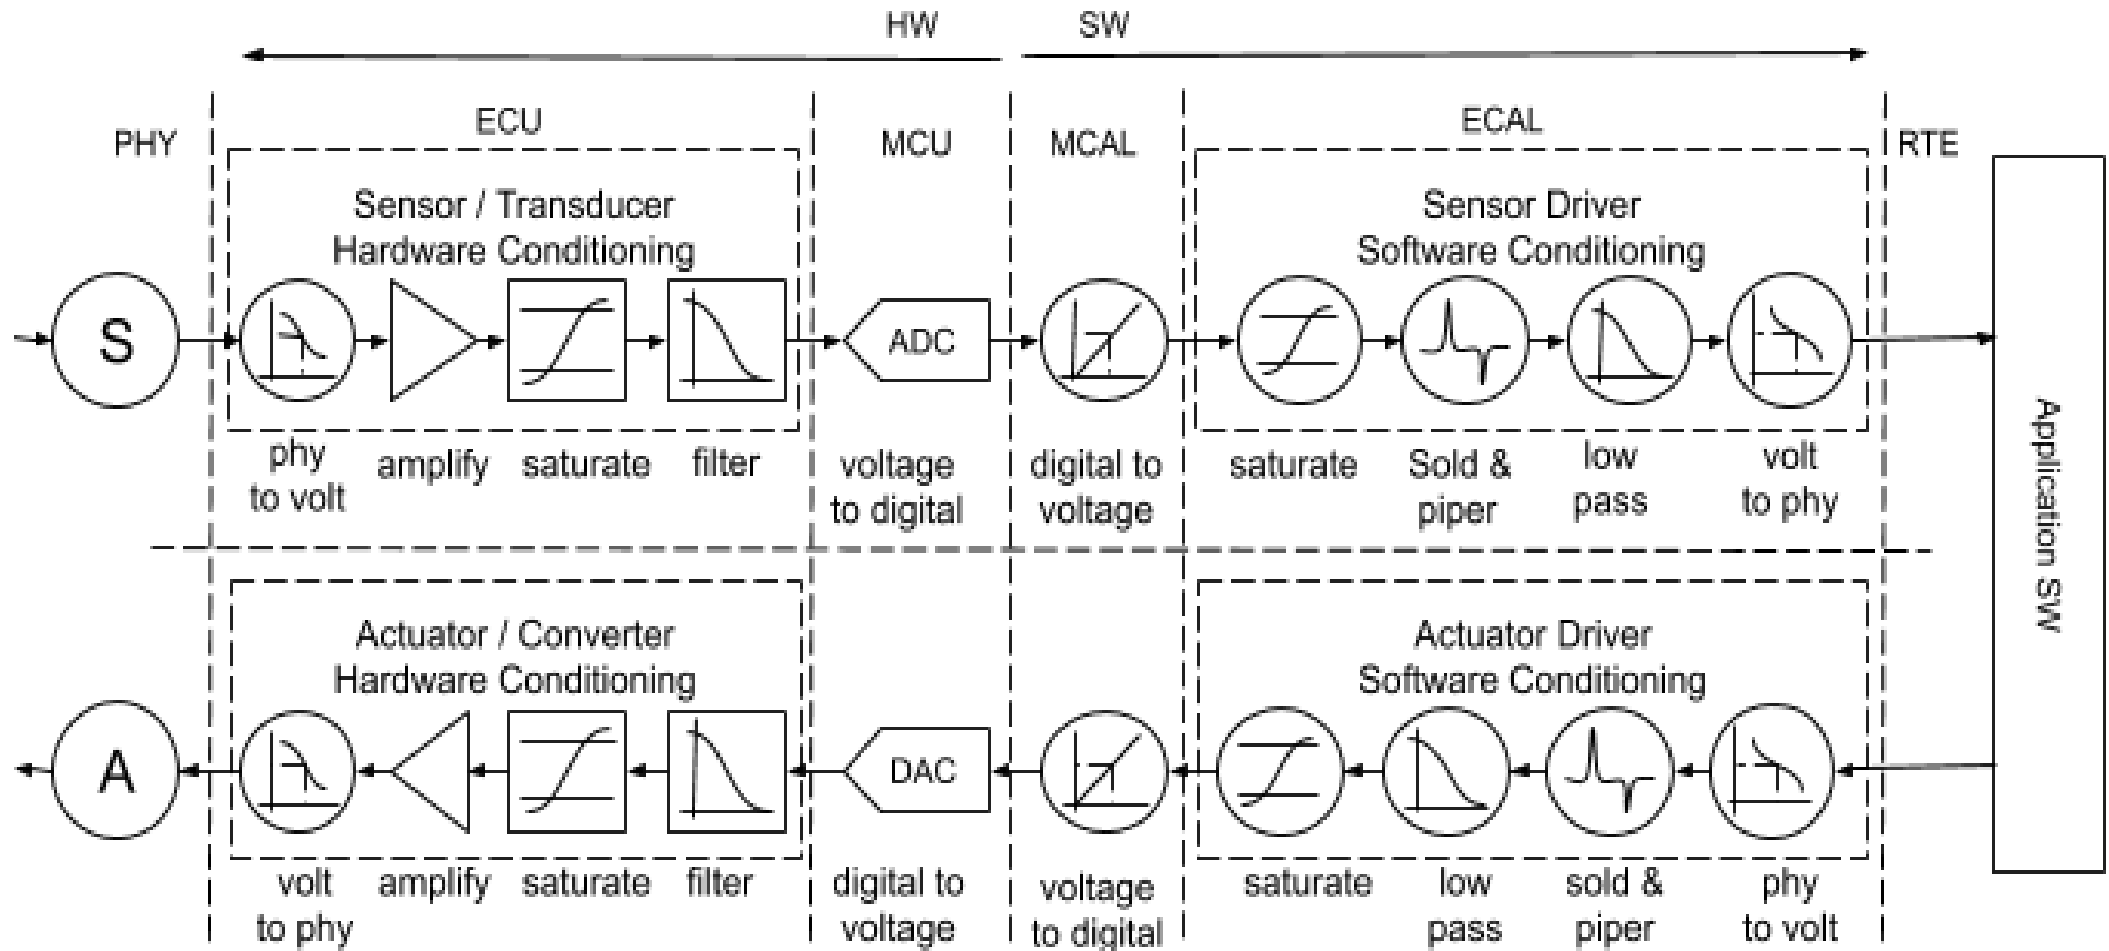 HW
SW
PHY
ECU
MCU
MCAL
ECAL
RTE
Sensor / Transducer
Hardware Conditioning
Sensor Driver
Software Conditioning
S
ADC
phy
to volt
amplify
saturate
filter
voltage
to digital
digital to
voltage
saturate
Sold &
piper
low
pass
volt
to phy
Application SW
Actuator / Converter
Hardware Conditioning
Actuator Driver
Software Conditioning
A
DAC
volt
to phy
amplify
saturate
filter
digital to
voltage
voltage
to digital
saturate
low
pass
sold &
piper
phy
to volt